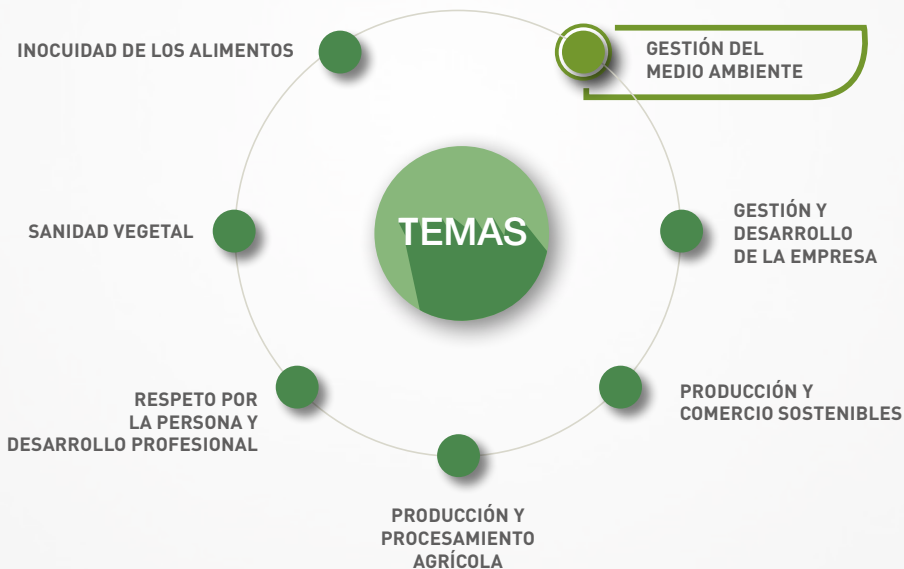 INOCUIDAD DE LOS ALIMENTOS
GESTIÓN DEL
MEDIO AMBIENTE
TEMAS
SANIDAD VEGETAL
GESTIÓN Y
DESARROLLO
DE LA EMPRESA
RESPETO POR
LA PERSONA Y
DESARROLLO PROFESIONAL
PRODUCCIÓN Y
COMERCIO SOSTENIBLES
PRODUCCIÓN Y
PROCESAMIENTO
AGRÍCOLA